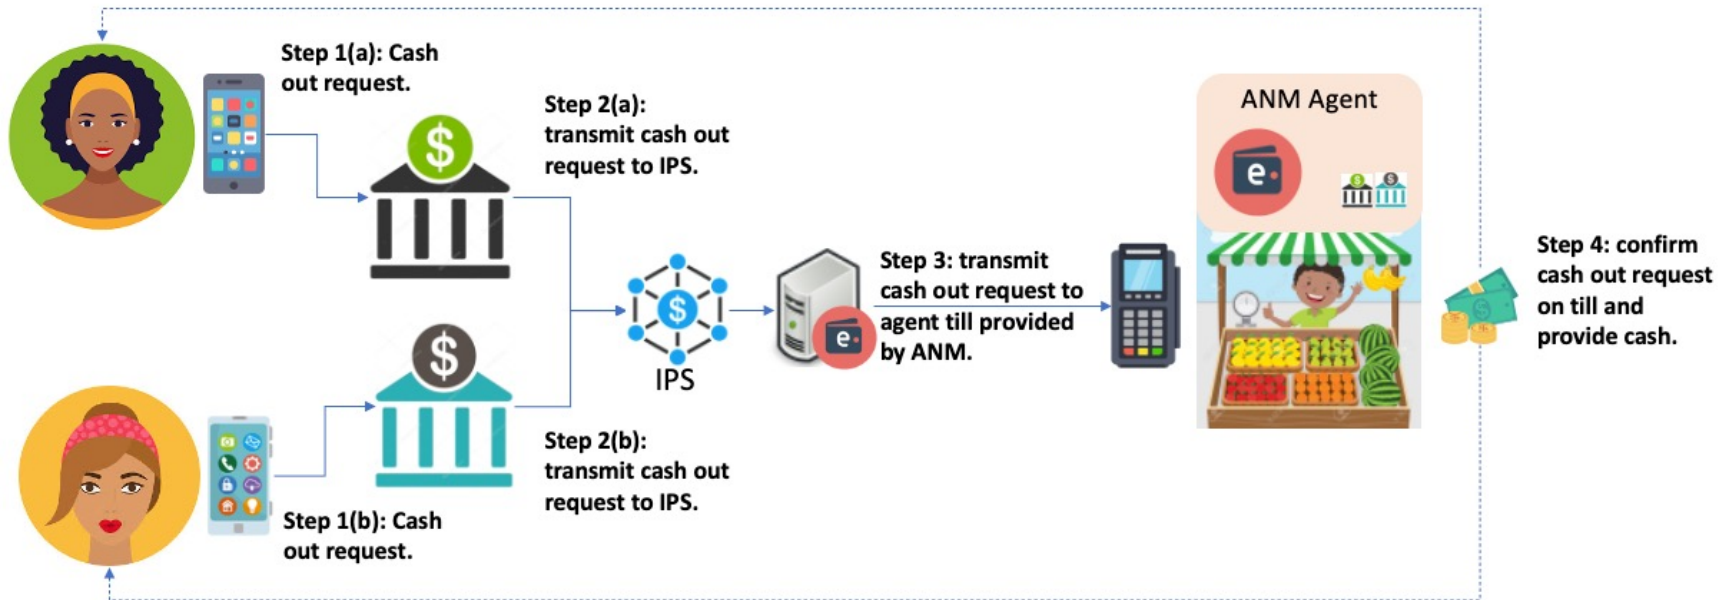 Step 1(a): Cash
out request.
Step 2(a):
transmit cash out
request to IPS.
ANM Agent
e
$
$
IPS
Step 3: transmit
cash out request to
agent till provided
by ANM.
e
Step 4: confirm
cash out request
on till and
provide cash.
$
Step 2(b):
transmit cash out
request to IPS.
Step 1(b): Cash
out request.